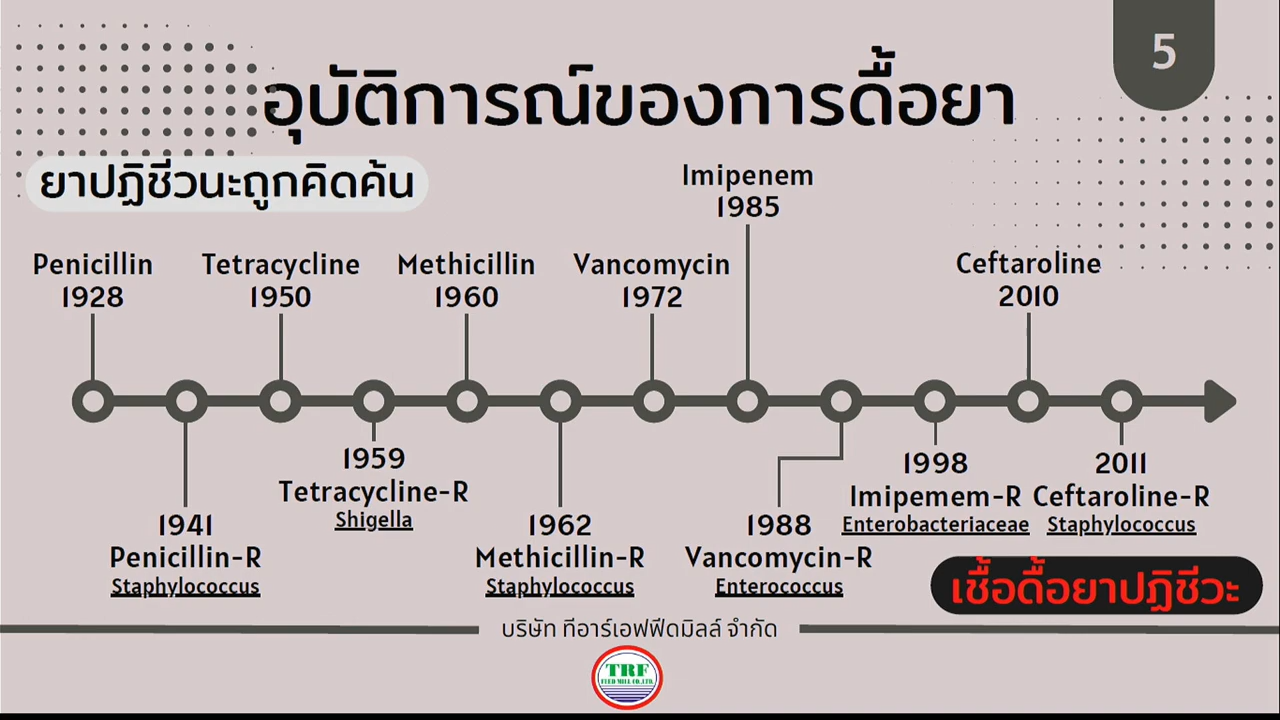 5
อุบัติการณ์ของการดื้อยา
ยาปฏิชีวนะถูกคิดค้น
Penicillin
1928
Tetracycline
1950
Methicillin
1960
Vancomycin
1972
Imipenem
1985
Ceftaroline
2010
1941
Penicillin-R
Staphylococcus
1959
Tetracycline-R
Shigella
1962
Methicillin-R
Staphylococcus
1988
Vancomycin-R
Enterococcus
1998
Imipemem-R
Enterobacteriaceae
2011
Ceftaroline-R
Staphylococcus
เชื้อดื้อยาปฏิชีวะ
บริษัท ทีอาร์เอฟฟีดมิลล์ จำกัด
TRF
FEED MILL CO.,LTD.